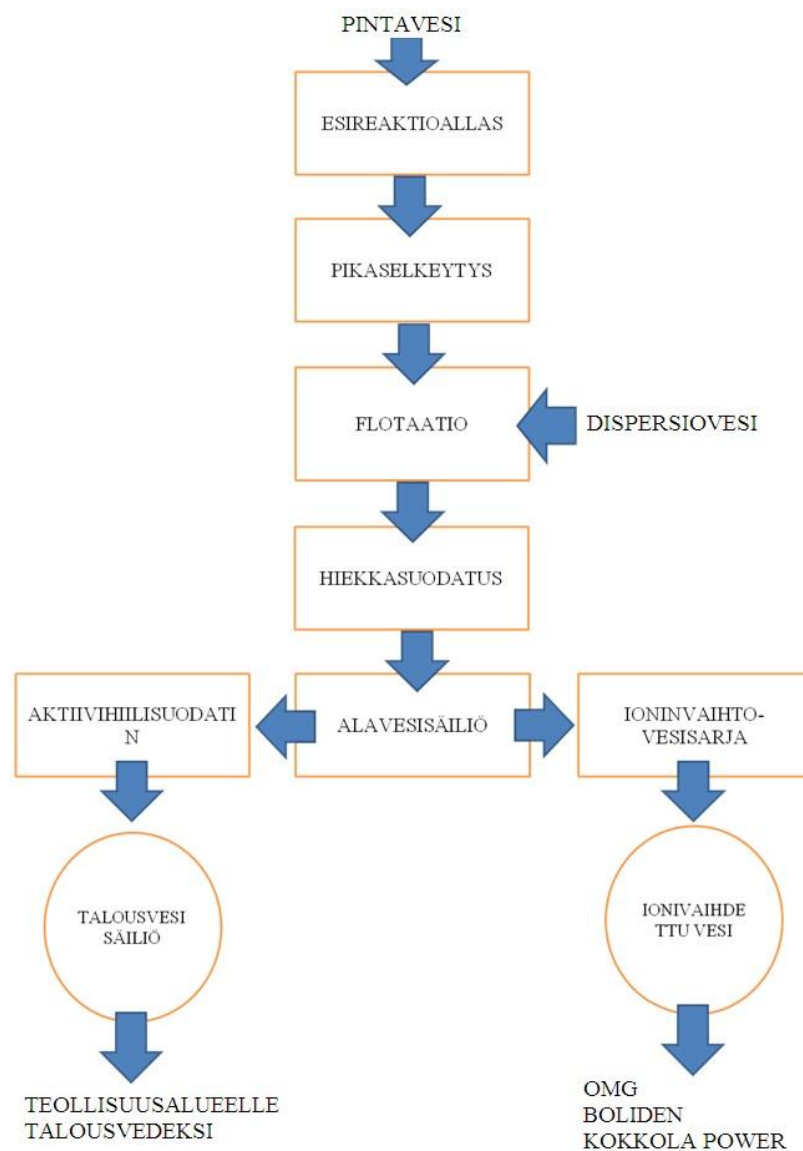 PINTAVESI
ESIREAKTIOALLAS
PIKASELKEYTYS
FLOTAATIO
DISPERSIOVESI
HIEKKASUODATUS
AKTIIVIHIILISUODATI
N
ALAVESISÄILIÖ
IONINVAIHTO-
VESISARJA
TALOUSVESI
SÄILIÖ
IONIVAIHDE
TTU VESI
TEOLLISUUSALUEELLE
TALOUSVEDEKSI
OMG
BOLIDEN
KOKKOLA POWER